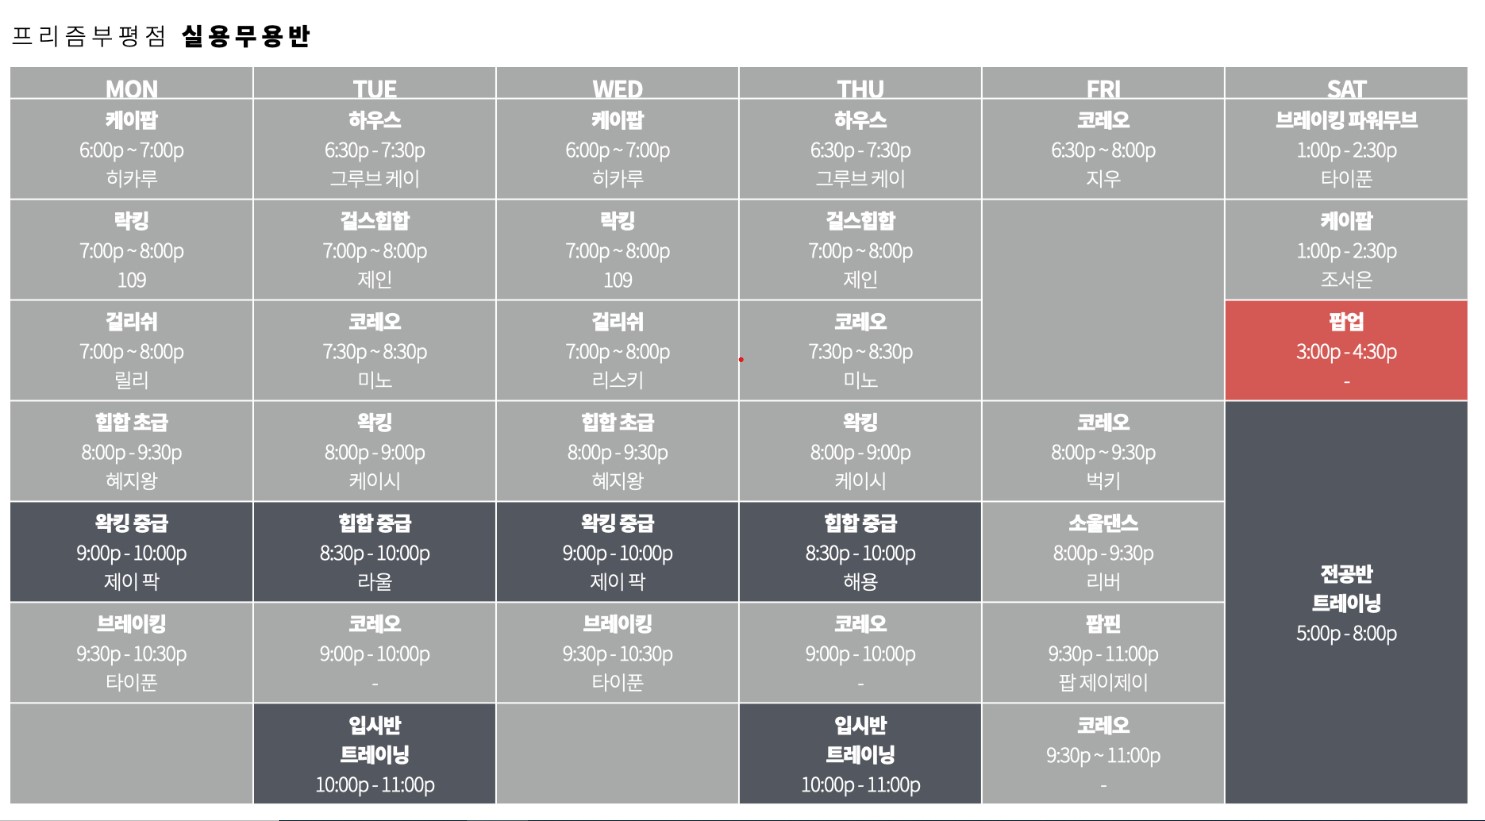 프리즘부평점 실용무용반
MON TUE WED THU FRI SAT
케이팝 하우스 케이팝 하우스 코레오 브레이킹 파워무브
6:00p ~ 7:00p 6:30p - 7:30p 6:00p ~ 7:00p 6:30p - 7:30p 6:30p ~ 8:00p 1:00p - 2:30p
히카루 그루브 케이 히카루 그루브 케이 지우 타이푼
락킹 걸스힙합 락킹 걸스힙합 케이팝
7:00p ~ 8:00p 7:00p ~ 8:00p 7:00p ~ 8:00p 7:00p ~ 8:00p 1:00p - 2:30p
109 제인 109 제인 조서은
걸리쉬 코레오 걸리쉬 코레오 팝업
7:00p ~ 8:00p 7:30p ~ 8:30p 7:00p ~ 8:00p 7:30p ~ 8:30p 3:00p - 4:30p
릴리 미노 리스키 미노 -
힙합 초급 왁킹 힙합 초급 왁킹 코레오
8:00p - 9:30p 8:00p - 9:00p 8:00p - 9:30p 8:00p - 9:00p 8:00p ~ 9:30p
혜지왕 케이시 혜지왕 케이시 벅키
왁킹 중급 힙합 중급 왁킹 중급 힙합 중급 소울댄스
9:00p - 10:00p 8:30p - 10:00p 9:00p - 10:00p 8:30p - 10:00p 8:00p - 9:30p
제이 팍 라울 제이 팍 해용 리버
전공반
트레이닝
5:00p - 8:00p
브레이킹 코레오 브레이킹 코레오 팝핀
9:30p - 10:30p 9:00p - 10:00p 9:30p - 10:30p 9:00p - 10:00p 9:30p - 11:00p
타이푼 - 타이푼 - 팝 제이제이
입시반 입시반 코레오
트레이닝 트레이닝 9:30p ~ 11:00p
10:00p - 11:00p 10:00p - 11:00p -